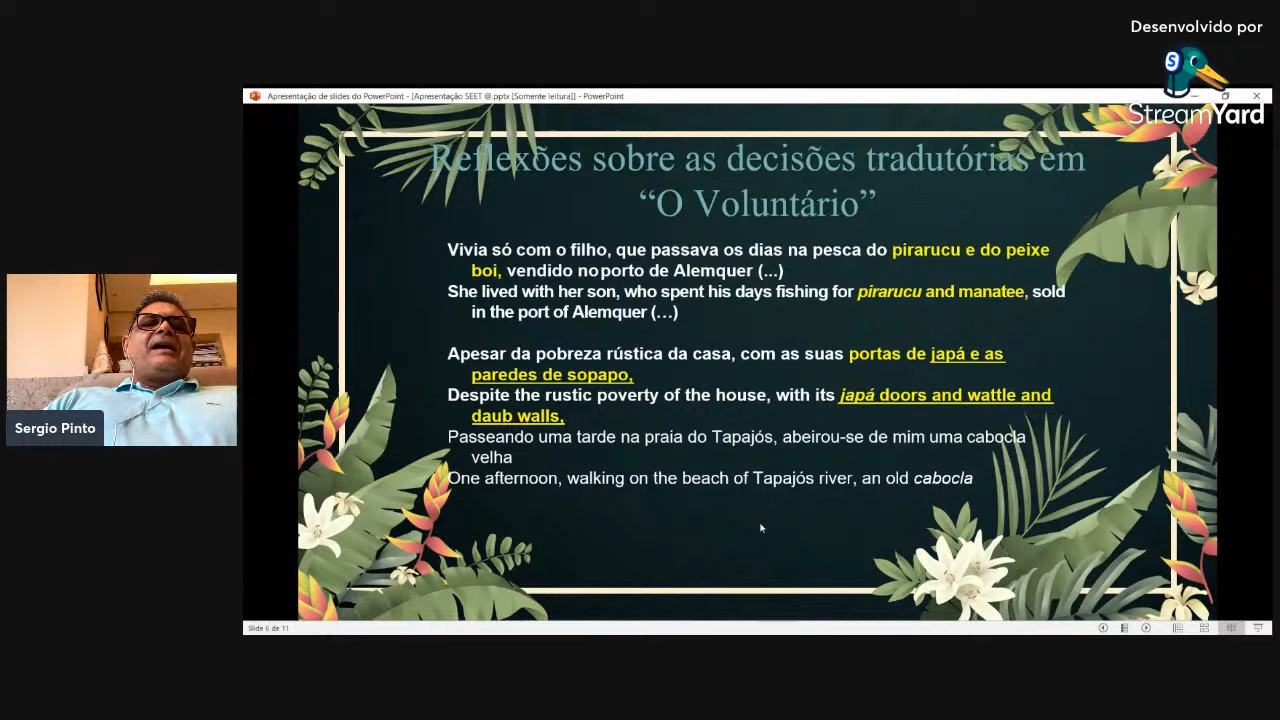 Desenvolvido por
S
StreamYard
Apresentação de slides do PowerPoint - [Apresentação SEET @.pptx [Somente leitura]] - PowerPoint
Reflexões sobre as decisões tradutórias em
“O Voluntário”
Vivia só com o filho, que passava os dias na pesca do pirarucu e do peixe
boi, vendido no porto de Alemquer (...)
She lived with her son, who spent his days fishing for pirarucu and manatee, sold
in the port of Alemquer (…)
Apesar da pobreza rústica da casa, com as suas portas de japá e as
paredes de sopapo,
Despite the rustic poverty of the house, with its japá doors and wattle and
daub walls,
Passeando uma tarde na praia do Tapajós, abeirou-se de mim uma cabocla
velha
One afternoon, walking on the beach of Tapajós river, an old cabocla
Sergio Pinto
Slide 6 de 11